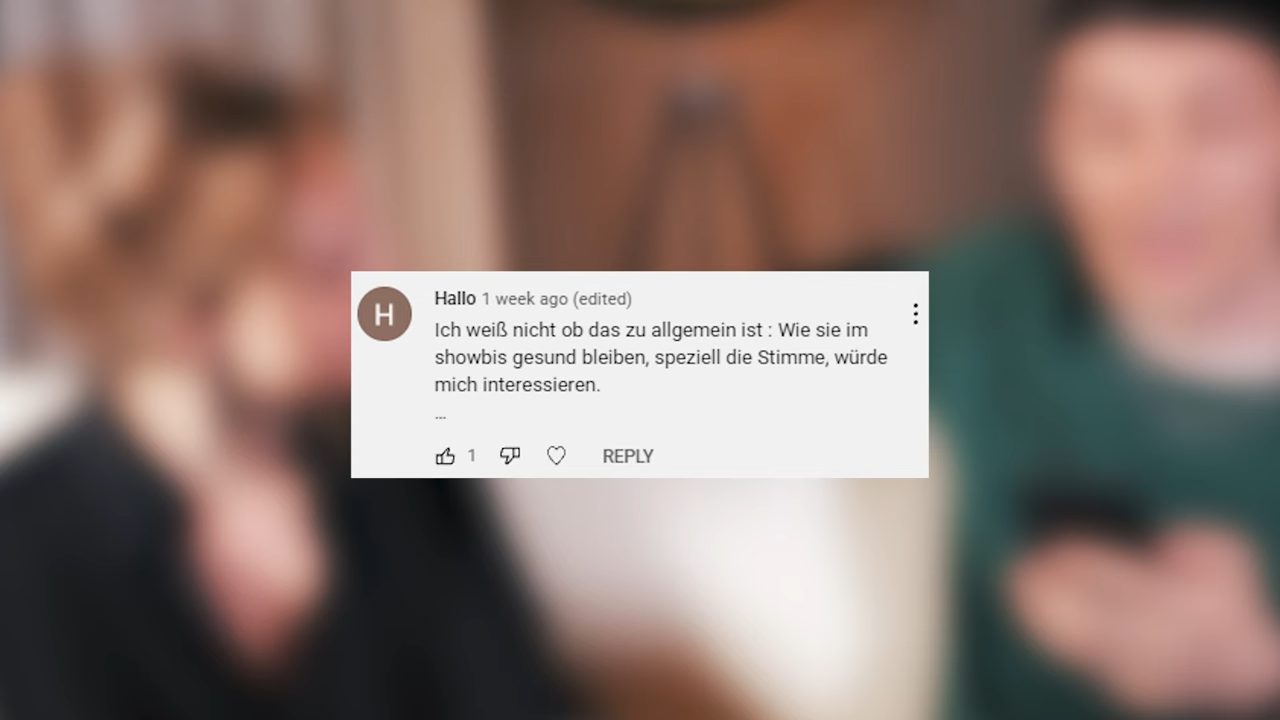 H
Hallo 1 week ago (edited)
Ich weiß nicht ob das zu allgemein ist : Wie sie im
showbis gesund bleiben, speziell die Stimme, würde
mich interessieren.
...
1 REPLY